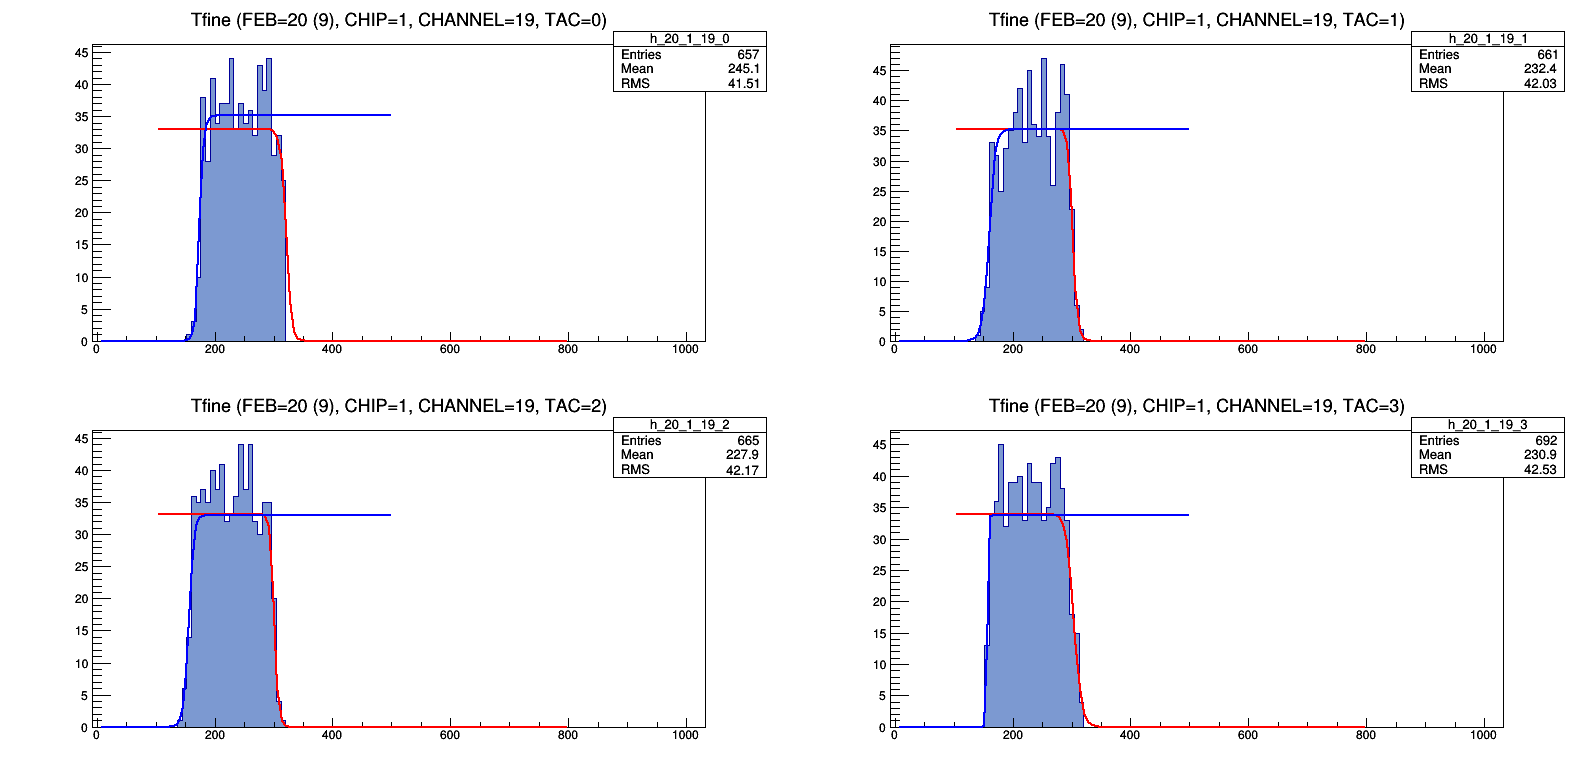 Tfine (FEB=20 (9), CHIP=1, CHANNEL=19, TAC=0)
h_20_1_19_0
Entries 657
Mean 245.1
RMS 41.51
45
40
35
30
25
20
15
10
5
0
0 200 400 600 800 1000
Tfine (FEB=20 (9), CHIP=1, CHANNEL=19, TAC=1)
h_20_1_19_1
Entries 661
Mean 232.4
RMS 42.03
45
40
35
30
25
20
15
10
5
0
0 200 400 600 800 1000
Tfine (FEB=20 (9), CHIP=1, CHANNEL=19, TAC=2)
h_20_1_19_2
Entries 665
Mean 227.9
RMS 42.17
45
40
35
30
25
20
15
10
5
0
0 200 400 600 800 1000
Tfine (FEB=20 (9), CHIP=1, CHANNEL=19, TAC=3)
h_20_1_19_3
Entries 692
Mean 230.9
RMS 42.53
45
40
35
30
25
20
15
10
5
0
0 200 400 600 800 1000